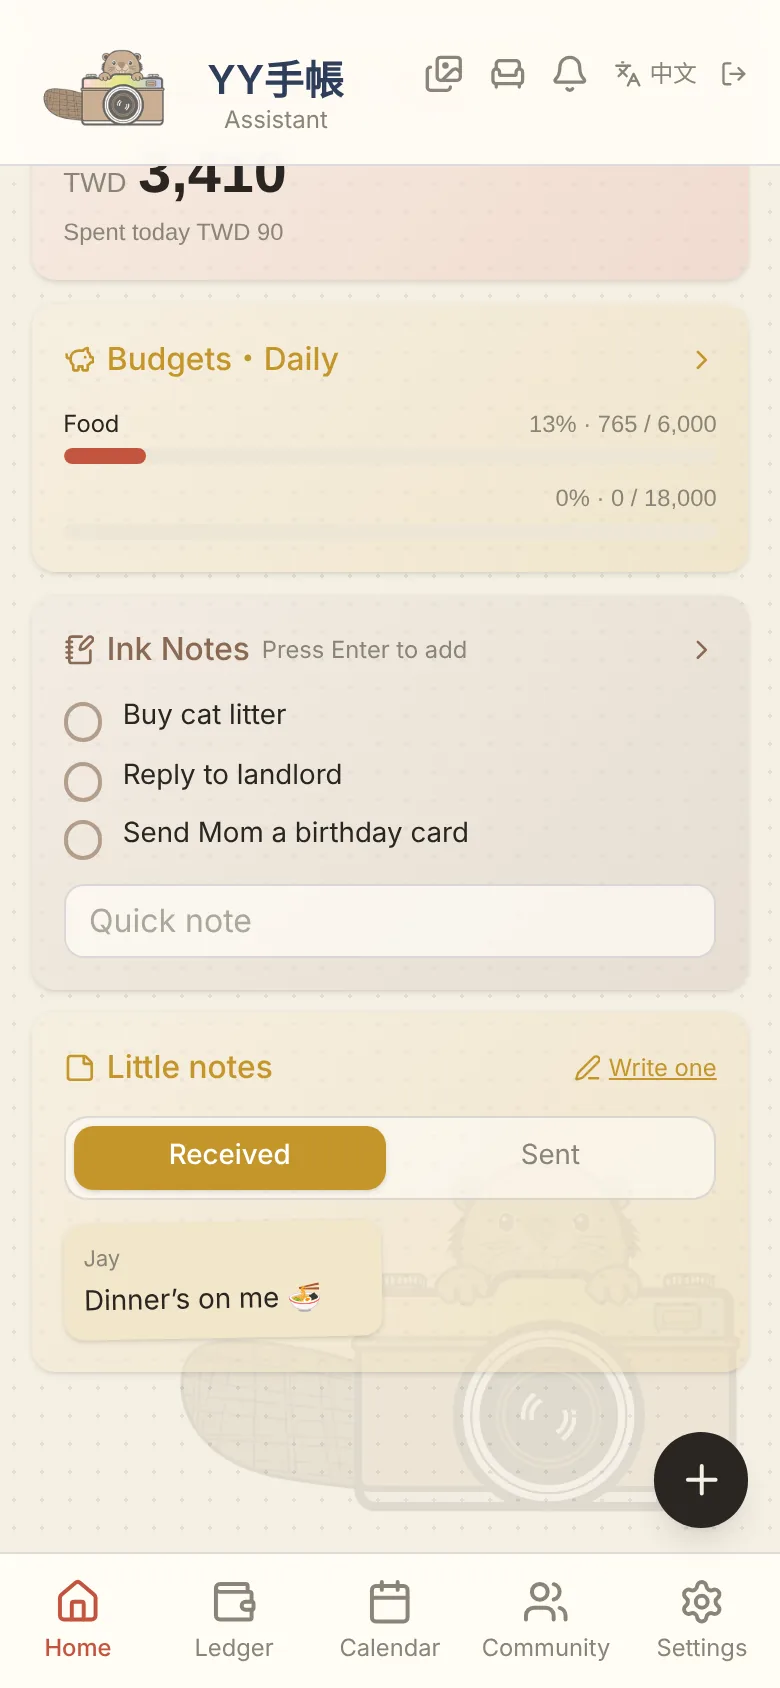 YY手帳
Assistant
中文
TWD 3,410
Spent today TWD 90
Budgets・Daily
Food 13% · 765 / 6,000
0% · 0 / 18,000
Ink Notes Press Enter to add
Buy cat litter
Reply to landlord
Send Mom a birthday card
Quick note
Little notes Write one
Received Sent
Jay
Dinner’s on me 🍜
Home Ledger Calendar Community Settings